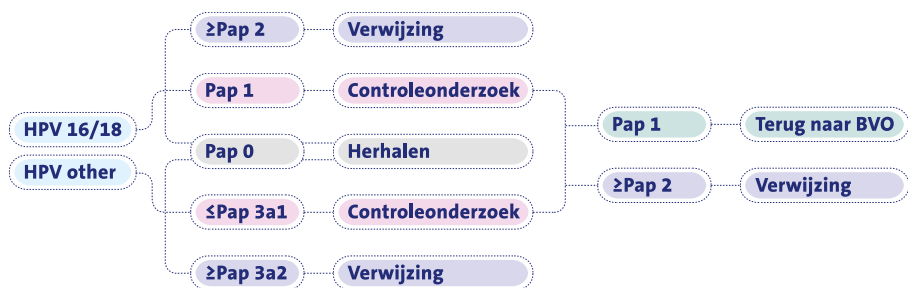 ≥Pap 2 Verwijzing
Pap 1 Controleonderzoek
HPV 16/18
Pap 1 Terug naar BVO
Pap 0 Herhalen
HPV other
≥Pap 2 Verwijzing
≤Pap 3a1 Controleonderzoek
≥Pap 3a2 Verwijzing